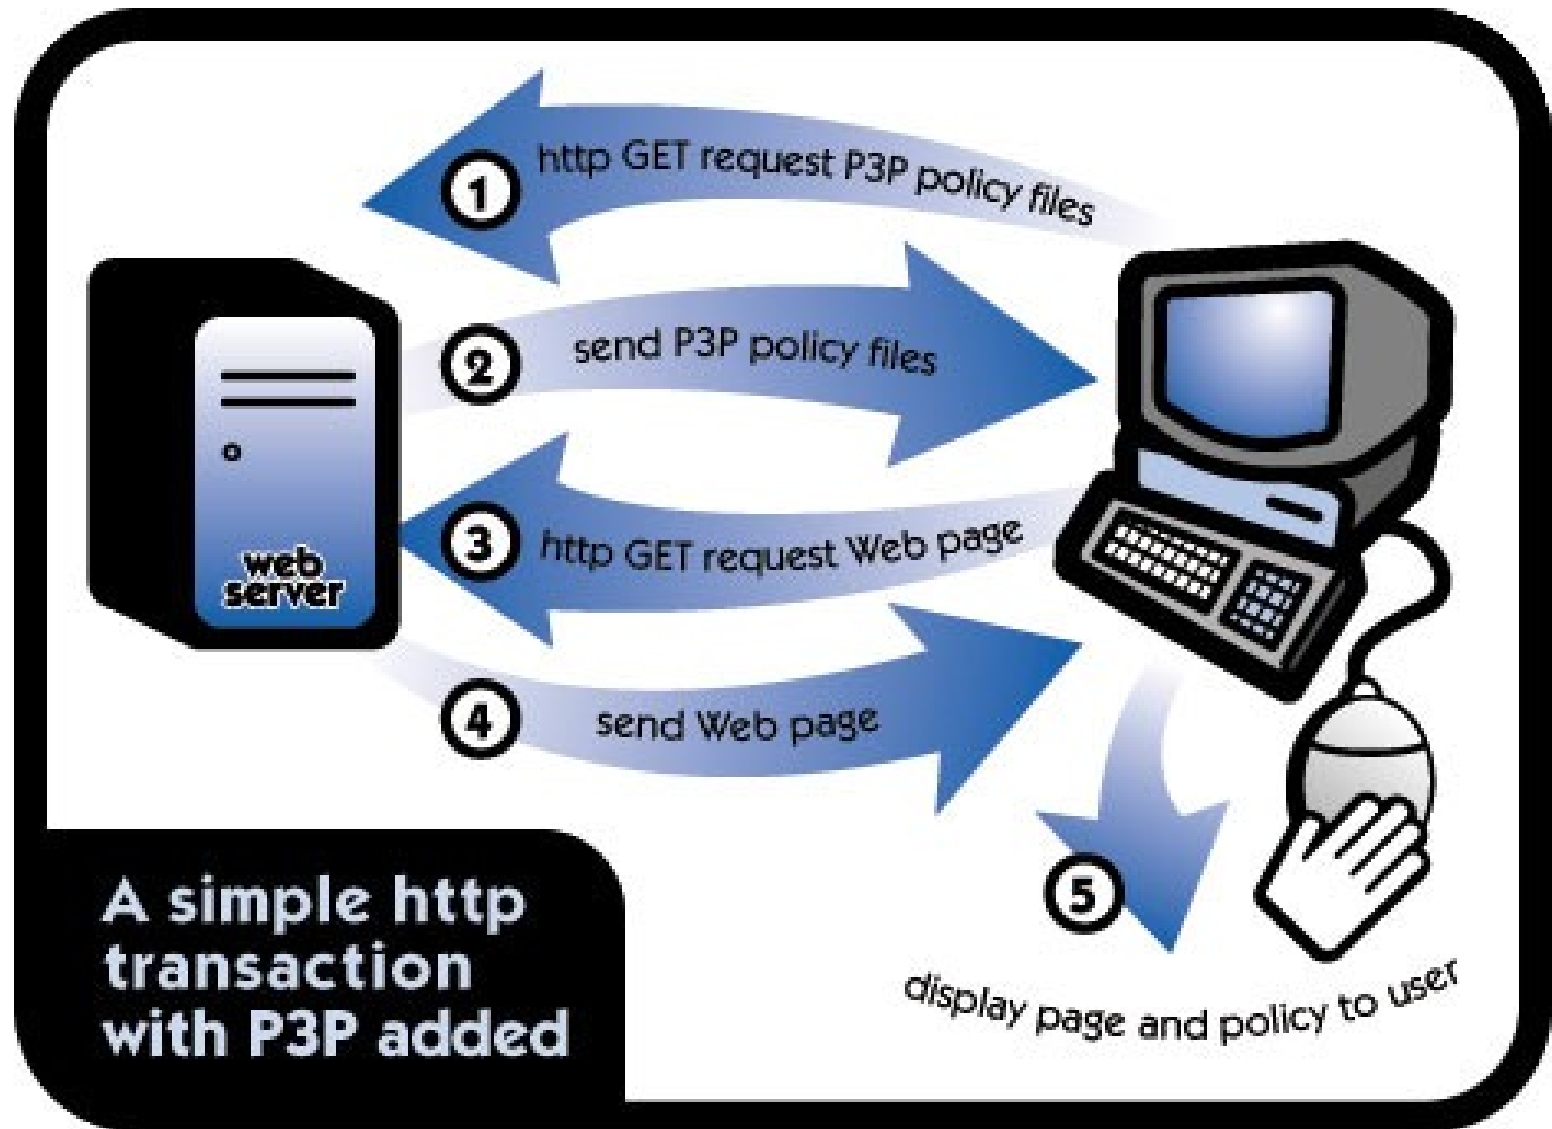 1 http GET request P3P policy files
2 send P3P policy files
3 http GET request Web page
web
server
4 send Web page
5
display page and policy to user
A simple http
transaction
with P3P added